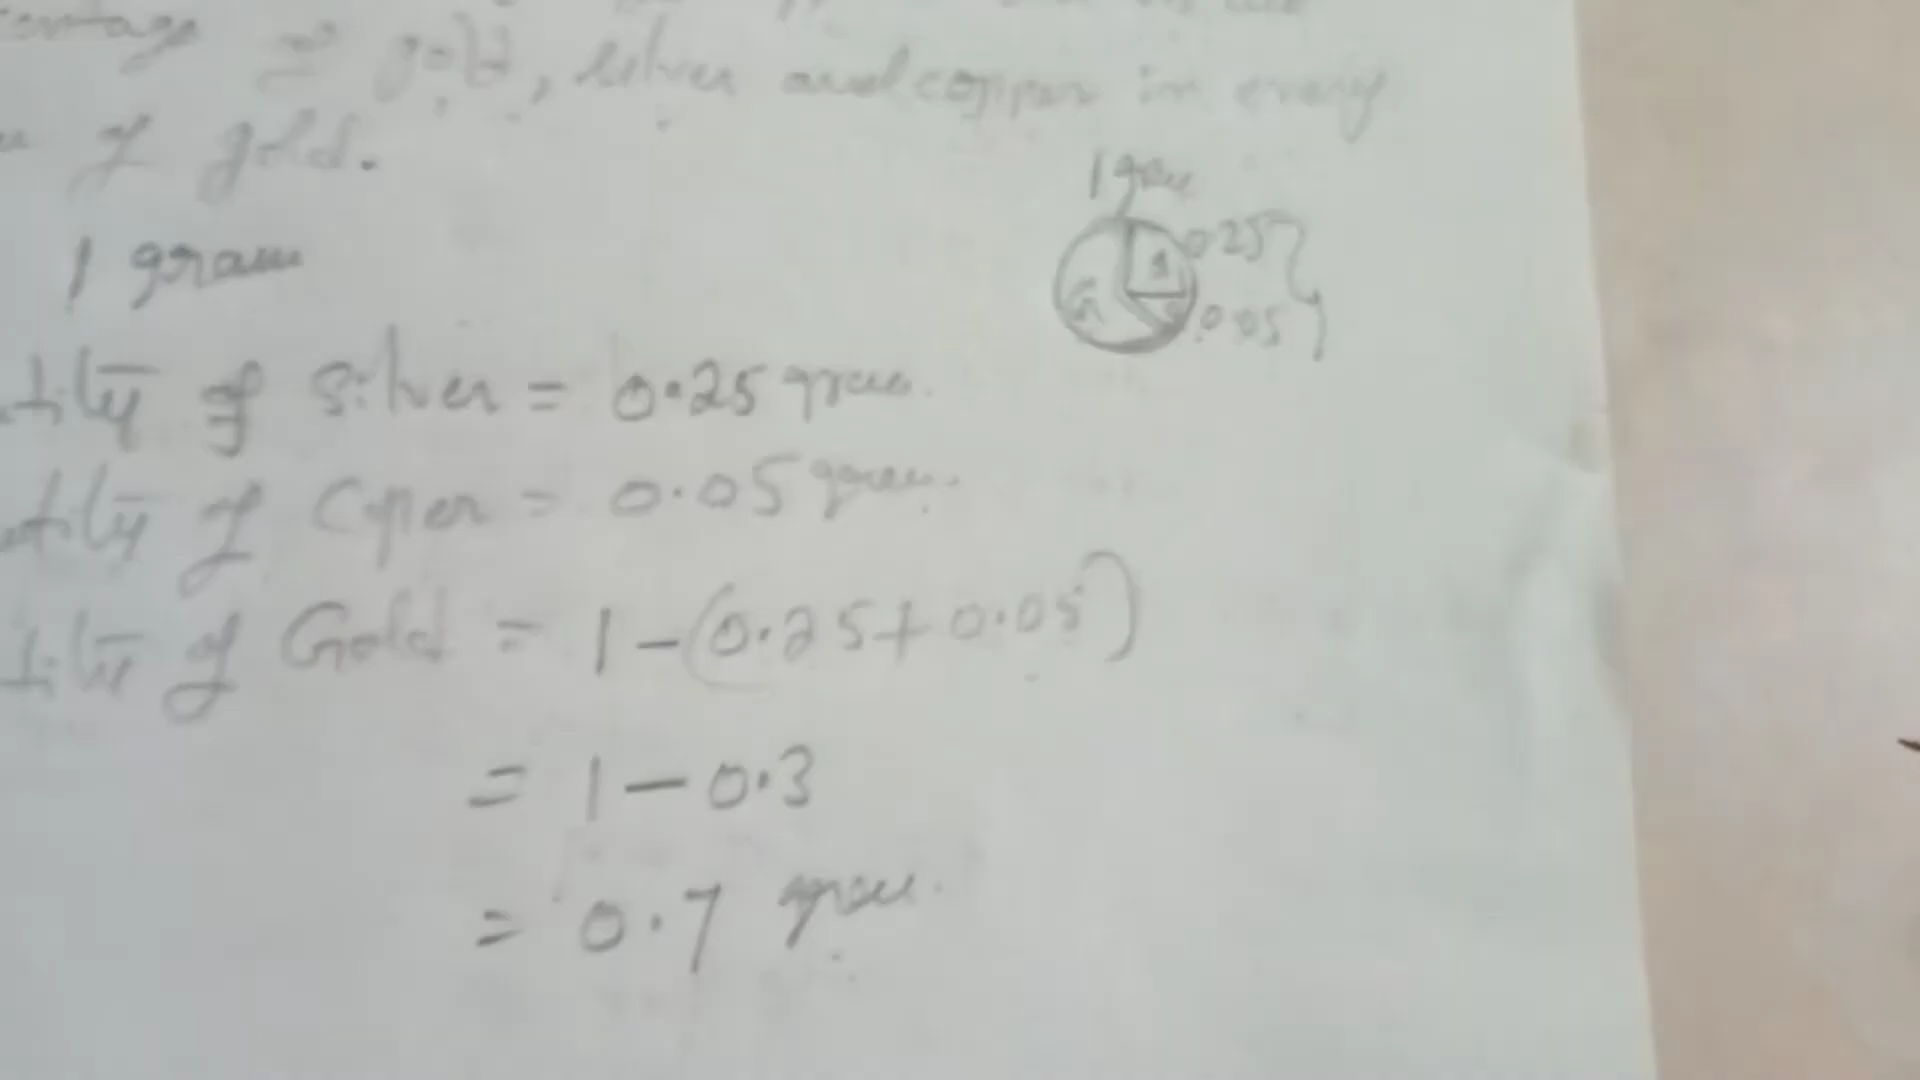 gold, silver and copper in every
of gold.
1 gram
1 gram
0.25
S
G
0.05
of Silver = 0.25 gram.
of Cpper = 0.05 gram.
of Gold = 1 - (0.25 + 0.05)
= 1 - 0.3
= 0.7 gram.